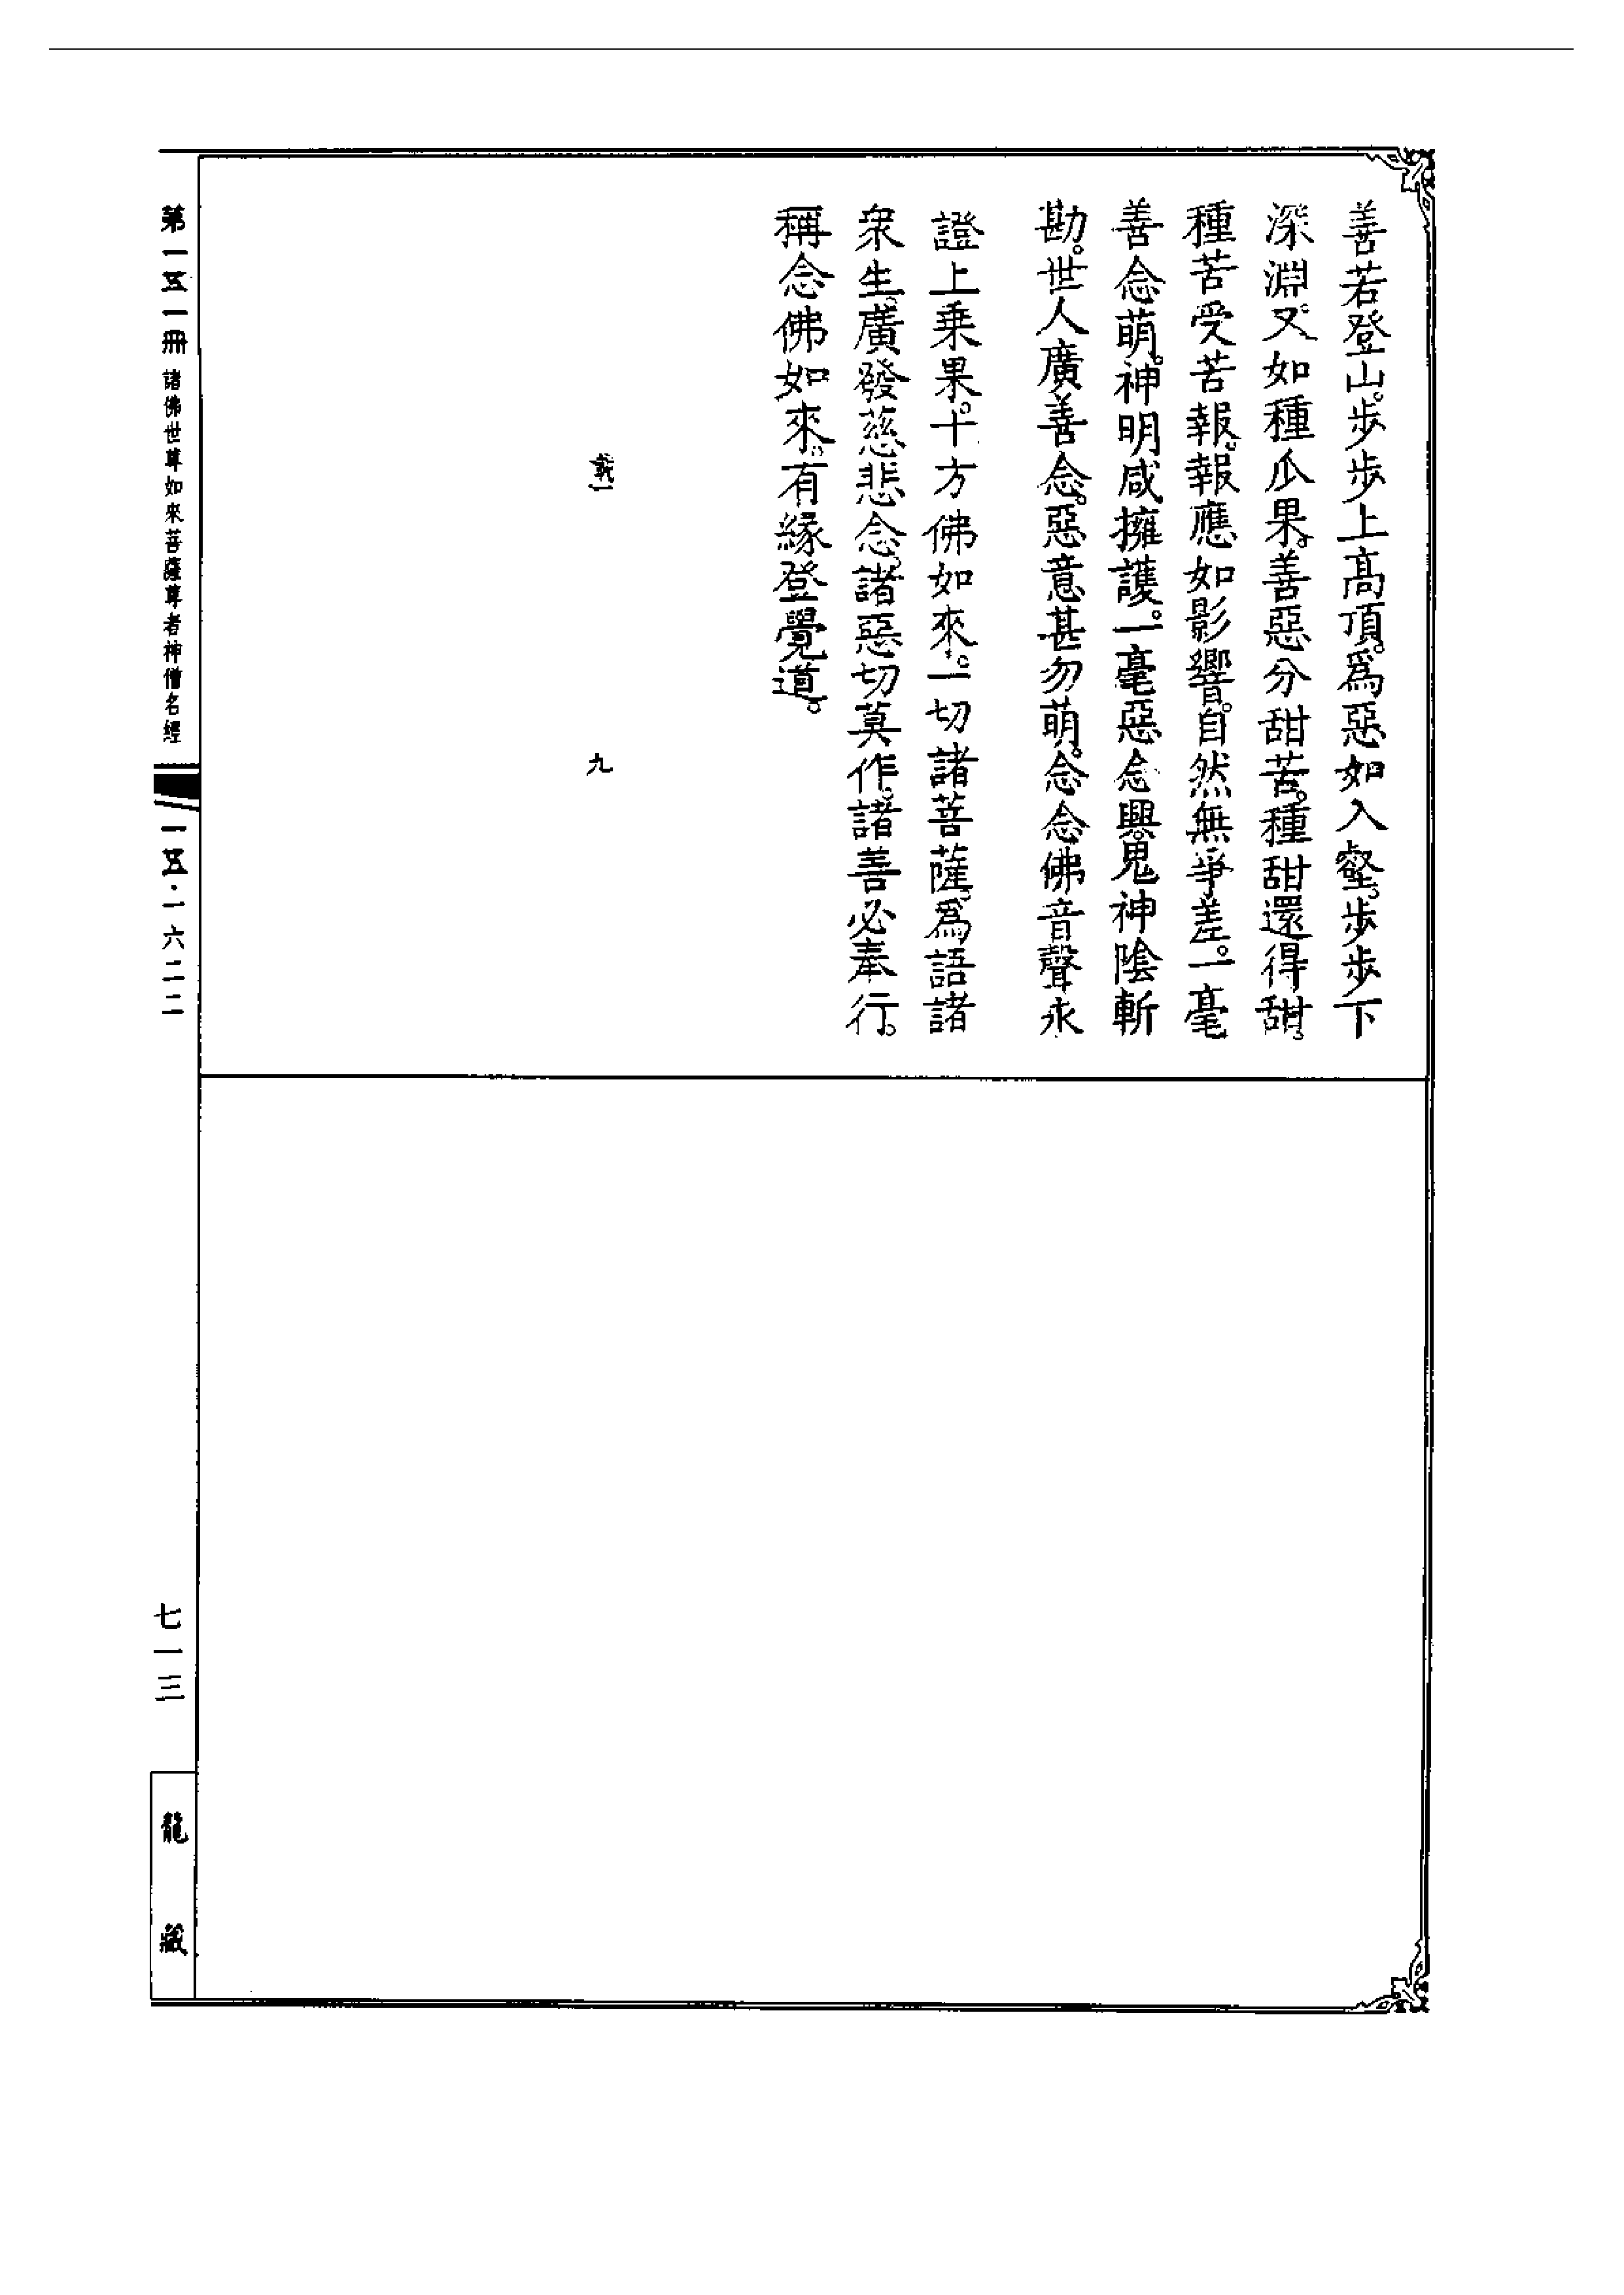 善若登山。步步上高頂。爲惡如入壑。步步下
深淵。又如種瓜果。善惡分甜苦。種甜還得甜。
種苦受苦報。報應如影響。自然無爭差。一毫
善念萌。神明咸擁護。一毫惡念興。鬼神陰斬
勘。世人廣善念。惡意甚勿萌。念念佛音聲永
證上乘果。十方佛如來。一切諸菩薩。爲語諸
衆生。廣發慈悲念。諸惡切莫作。諸善必奉行。
稱念佛如來。有緣登覺道。
九
第一五一冊 諸佛世尊如來菩薩尊者神僧名經
一五·一六二二
七一三
龍藏